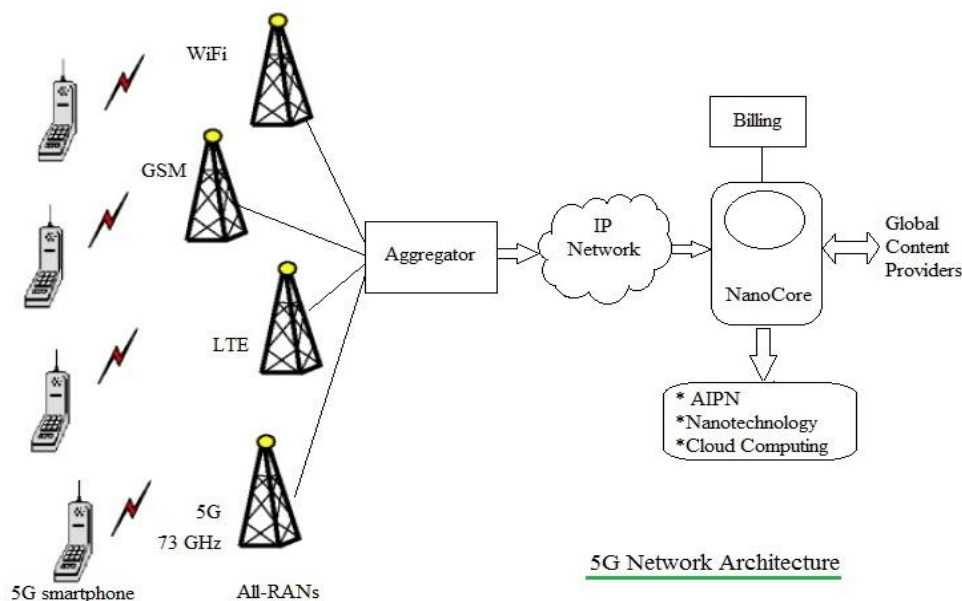 WiFi
GSM
LTE
5G
73 GHz
5G smartphone
All-RANs
Aggregator
IP
Network
Billing
NanoCore
Global
Content
Providers
* AIPN
*Nanotechnology
*Cloud Computing
5G Network Architecture